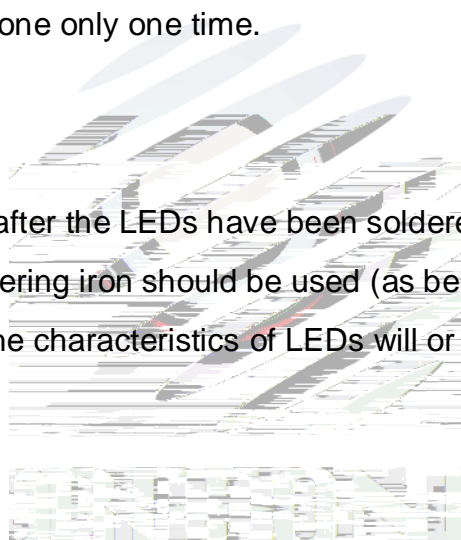 one only one time.
after the LEDs have been soldere
ering iron should be used (as be
ne characteristics of LEDs will or